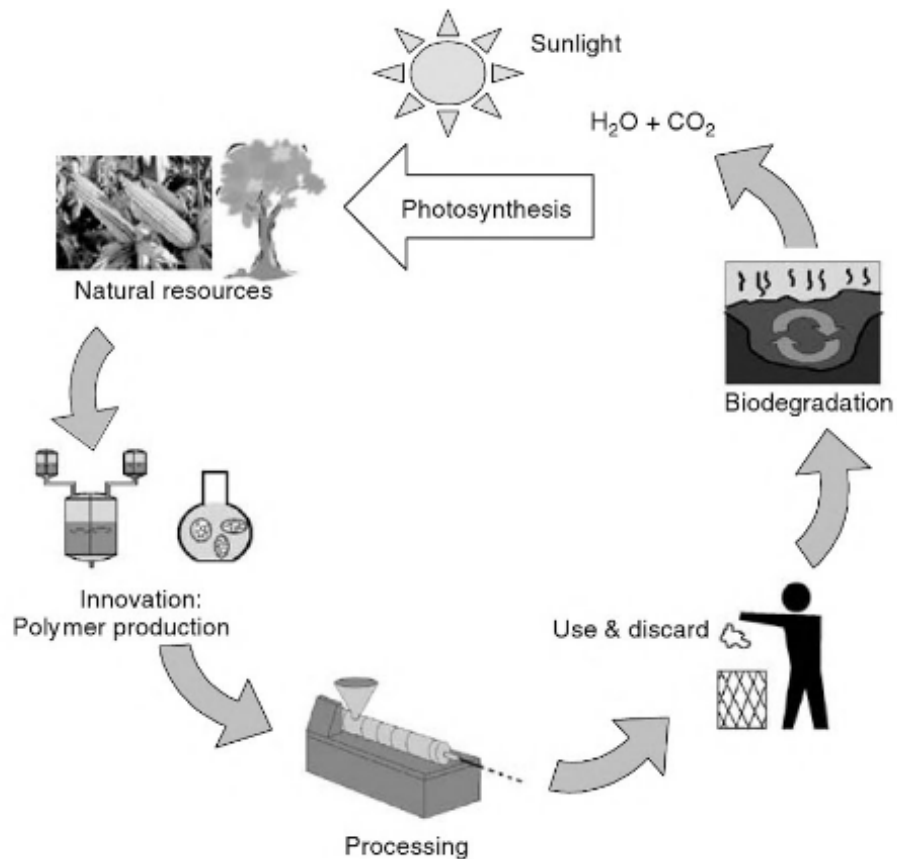 Sunlight
H₂O + CO₂
Photosynthesis
Natural resources
Biodegradation
Innovation:
Polymer production
Use & discard
Processing